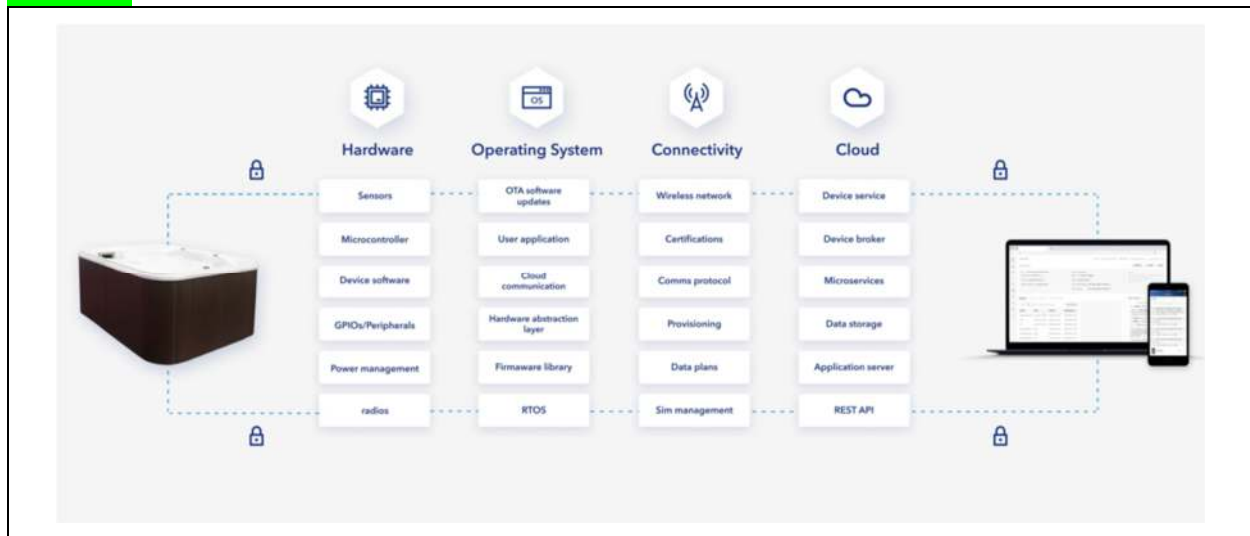 OS
Hardware
Operating System
Connectivity
Cloud
Sensors
OTA software
updates
Wireless network
Device service
Microcontroller
User application
Certifications
Device broker
Device software
Cloud
communication
Comms protocol
Microservices
GPIOs/Peripherals
Hardware abstraction
layer
Provisioning
Data storage
Power management
Firmaware library
Data plans
Application server
radios
RTOS
Sim management
REST API